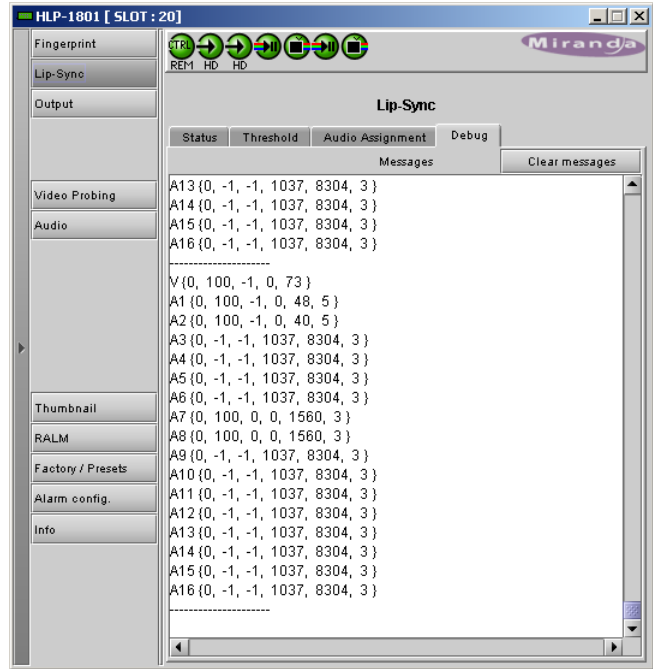 HLP-1801 [ SLOT : 20]
Fingerprint
Lip-Sync
Output
Video Probing
Audio
Thumbnail
RALM
Factory / Presets
Alarm config.
Info
CTRL
REM HD HD
Miranda
Lip-Sync
Status Threshold Audio Assignment Debug
Messages Clear messages
A13 {0, -1, -1, 1037, 8304, 3 }
A14 {0, -1, -1, 1037, 8304, 3 }
A15 {0, -1, -1, 1037, 8304, 3 }
A16 {0, -1, -1, 1037, 8304, 3 }
---------------------
V {0, 100, -1, 0, 73 }
A1 {0, 100, -1, 0, 48, 5 }
A2 {0, 100, -1, 0, 40, 5 }
A3 {0, -1, -1, 1037, 8304, 3 }
A4 {0, -1, -1, 1037, 8304, 3 }
A5 {0, -1, -1, 1037, 8304, 3 }
A6 {0, -1, -1, 1037, 8304, 3 }
A7 {0, 100, 0, 0, 1560, 3 }
A8 {0, 100, 0, 0, 1560, 3 }
A9 {0, -1, -1, 1037, 8304, 3 }
A10 {0, -1, -1, 1037, 8304, 3 }
A11 {0, -1, -1, 1037, 8304, 3 }
A12 {0, -1, -1, 1037, 8304, 3 }
A13 {0, -1, -1, 1037, 8304, 3 }
A14 {0, -1, -1, 1037, 8304, 3 }
A15 {0, -1, -1, 1037, 8304, 3 }
A16 {0, -1, -1, 1037, 8304, 3 }
---------------------